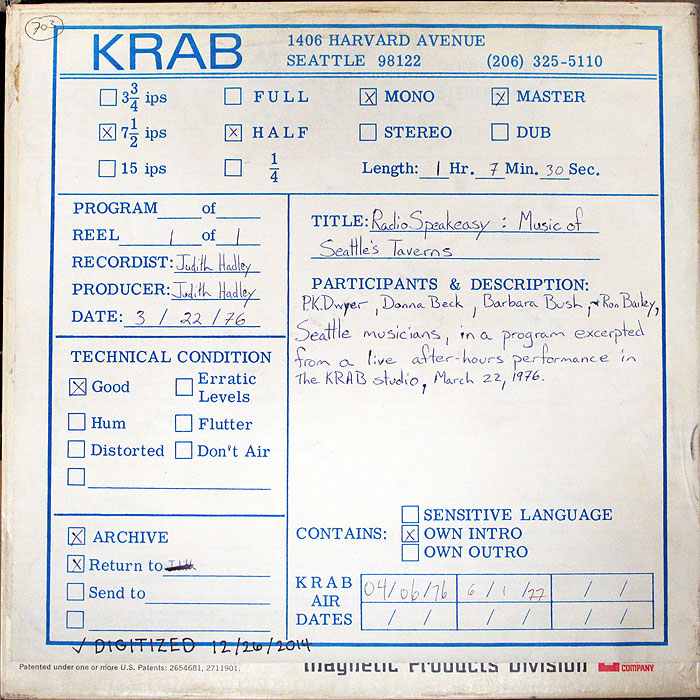 703
KRAB
1406 HARVARD AVENUE
SEATTLE 98122 (206) 325-5110
3 3/4 ips FULL MONO MASTER
7 1/2 ips HALF STEREO DUB
15 ips 1/4 Length: 1 Hr. 7 Min. 30 Sec.
PROGRAM of
REEL 1 of 1
RECORDIST: Judith Hadley
PRODUCER: Judith Hadley
DATE: 3 / 22 / 76
TITLE: Radio Speakeasy : Music of
Seattle's Taverns
PARTICIPANTS & DESCRIPTION:
P.K. Dwyer, Donna Beck, Barbara Bush, + Ron Bailey,
Seattle musicians, in a program excerpted
from a live after-hours performance in
The KRAB studio, March 22, 1976.
TECHNICAL CONDITION
Good Erratic Levels
Hum Flutter
Distorted Don't Air
ARCHIVE
Return to
Send to
CONTAINS:
SENSITIVE LANGUAGE
OWN INTRO
OWN OUTRO
KRAB AIR DATES
04/06/76 6/1/77 / /
/ / / / / /
✓ DIGITIZED 12/26/2014
Patented under one or more U.S. Patents: 2654681, 2711901.
Magnetic Products Division 3M COMPANY